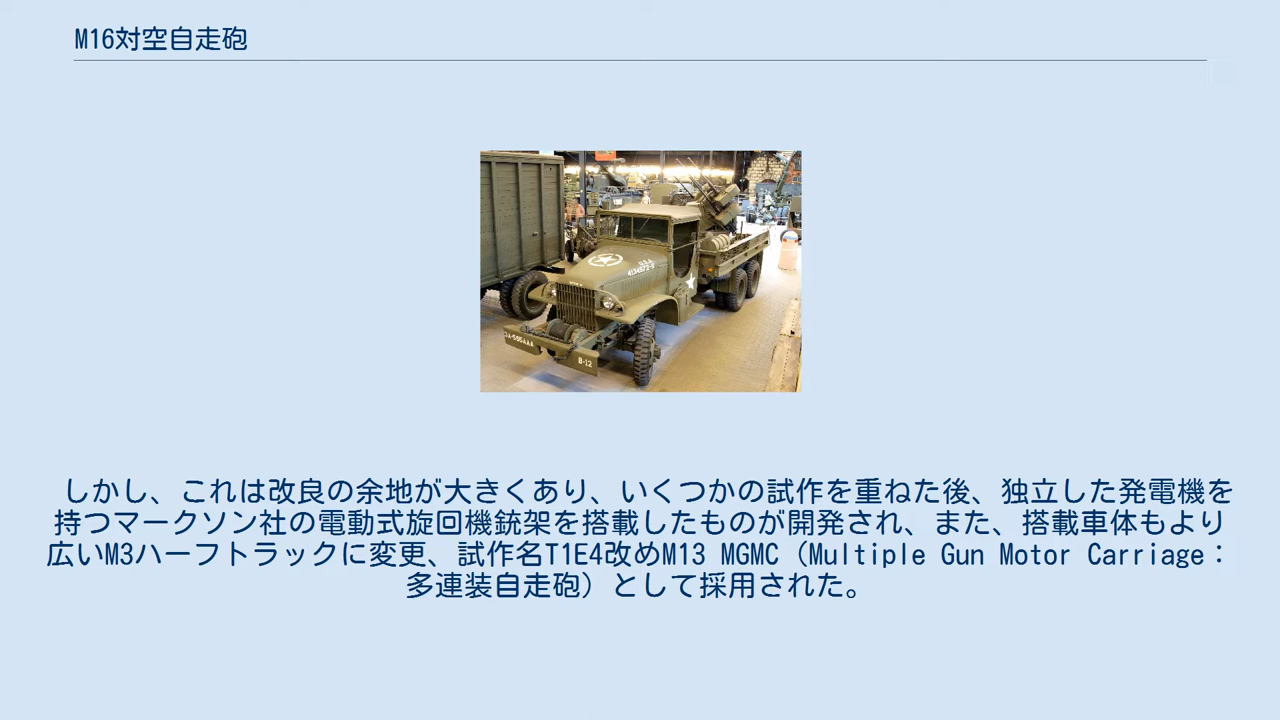 M16対空自走砲
U.S.A.
4134572-S
3A-5554AA
B-12
しかし、これは改良の余地が大きくあり、いくつかの試作を重ねた後、独立した発電機を
持つマークソン社の電動式旋回機銃架を搭載したものが開発され、また、搭載車体もより
広いM3ハーフトラックに変更、試作名T1E4改めM13 MGMC（Multiple Gun Motor Carriage：
多連装自走砲）として採用された。